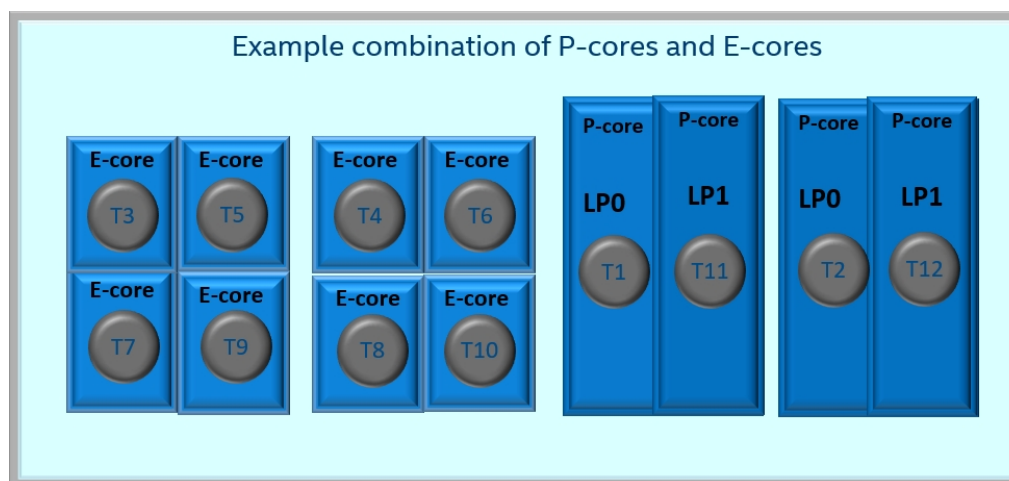 Example combination of P-cores and E-cores
E-core E-core E-core E-core
T3 T5 T4 T6
E-core E-core E-core E-core
T7 T9 T8 T10
P-core P-core P-core P-core
LP0 LP1 LP0 LP1
T1 T11 T2 T12